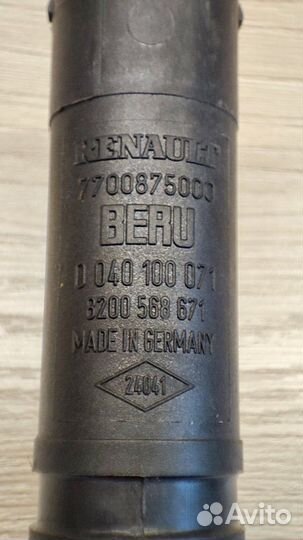 RENAULT
7700875000
BERU
0 040 100 071
8200 568 671
MADE IN GERMANY
24041
Avito